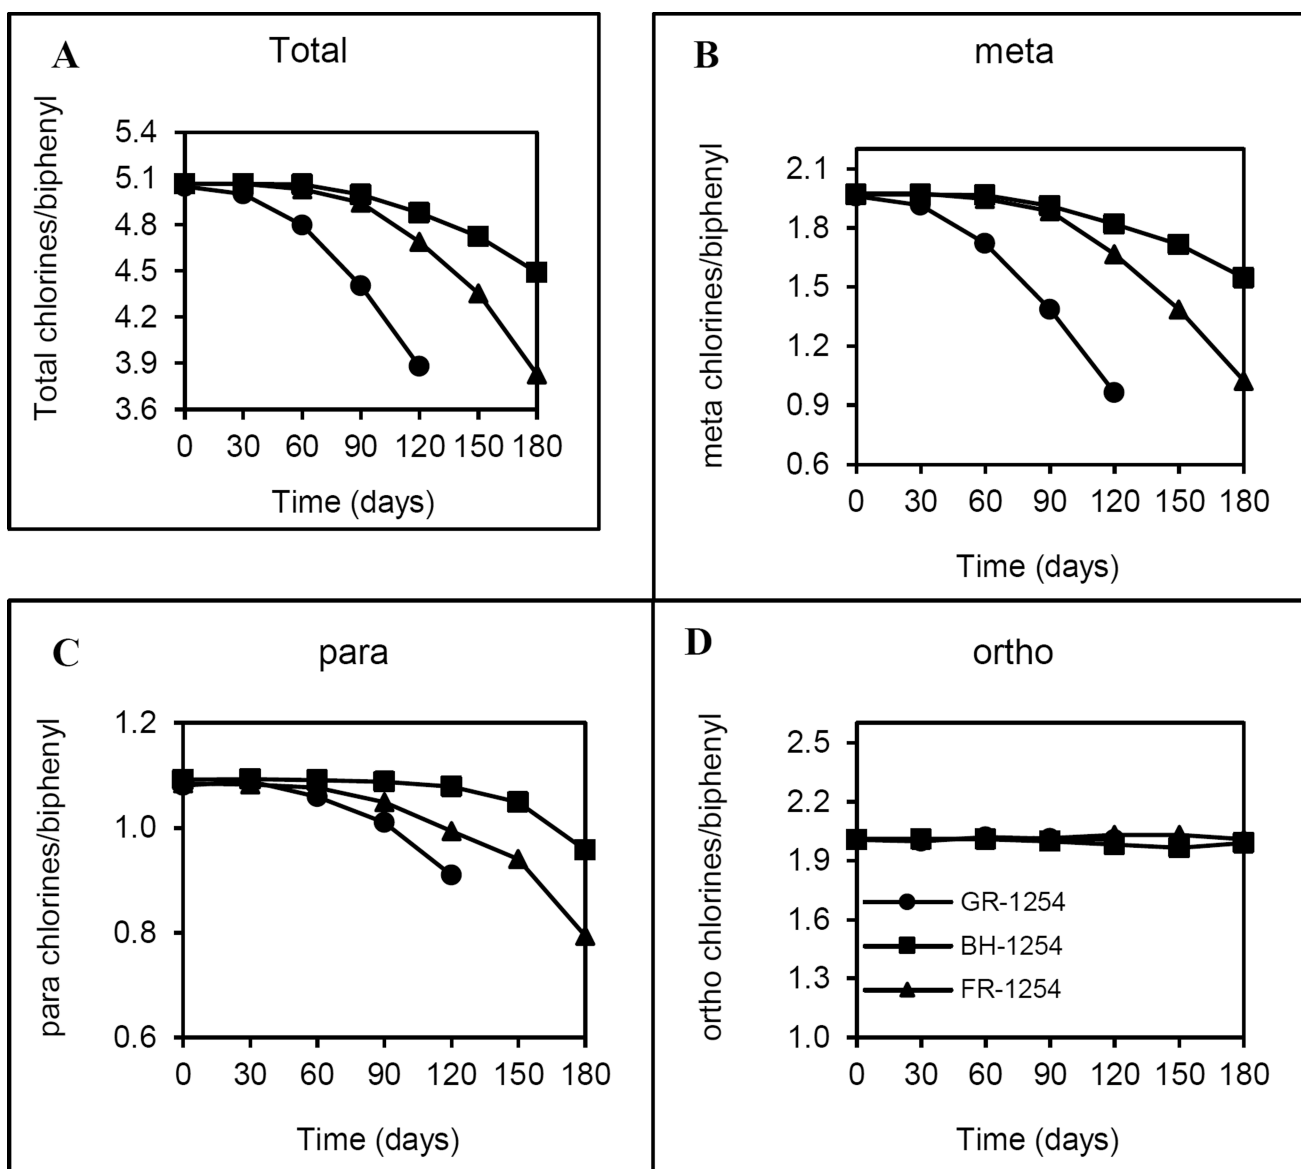 A
Total
Total chlorines/biphenyl
5.4
5.1
4.8
4.5
4.2
3.9
3.6
0 30 60 90 120 150 180
Time (days)
B
meta
meta chlorines/biphenyl
2.1
1.8
1.5
1.2
0.9
0.6
0 30 60 90 120 150 180
Time (days)
C
para
para chlorines/biphenyl
1.2
1.0
0.8
0.6
0 30 60 90 120 150 180
Time (days)
D
ortho
ortho chlorines/biphenyl
2.5
2.2
1.9
1.6
1.3
1.0
GR-1254
BH-1254
FR-1254
0 30 60 90 120 150 180
Time (days)